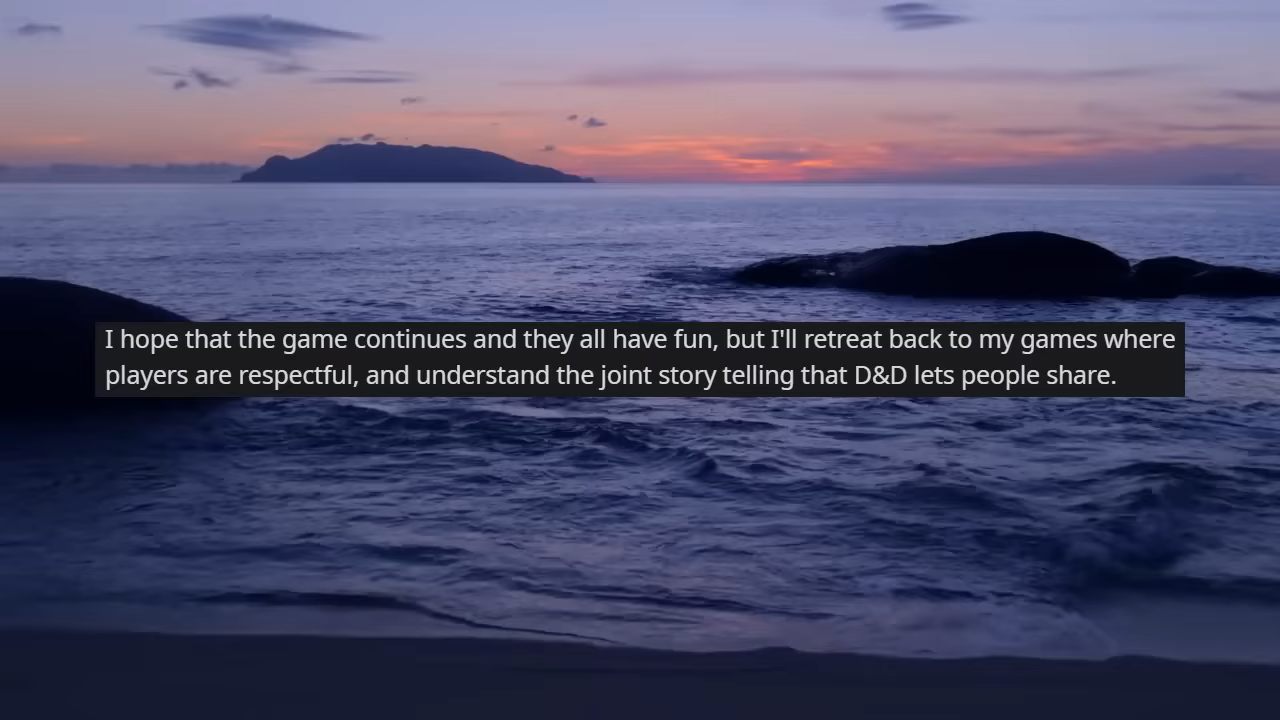 I hope that the game continues and they all have fun, but I'll retreat back to my games where
players are respectful, and understand the joint story telling that D&D lets people share.